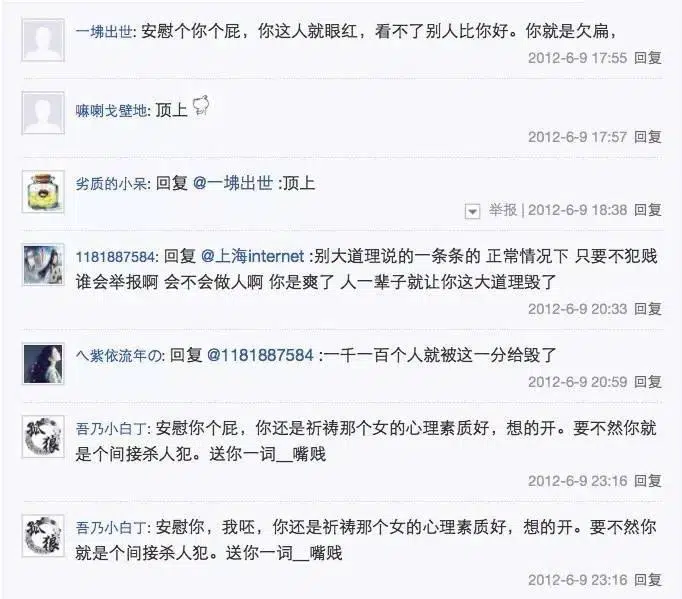 一坲出世: 安慰个你个屁，你这人就眼红，看不了别人比你好。你就是欠扁，
2012-6-9 17:55 回复
嘛喇戈壁地: 顶上
2012-6-9 17:57 回复
劣质的小呆: 回复 @一坲出世 :顶上
举报 | 2012-6-9 18:38 回复
1181887584: 回复 @上海internet :别大道理说的一条条的 正常情况下 只要不犯贱
谁会举报啊 会不会做人啊 你是爽了 人一辈子就让你这大道理毁了
2012-6-9 20:33 回复
へ紫依流年の: 回复 @1181887584 :一千一百个人就被这一分给毁了
2012-6-9 20:59 回复
吾乃小白丁: 安慰你个屁，你还是祈祷那个女的心理素质好，想的开。要不然你就
是个间接杀人犯。送你一词__嘴贱
2012-6-9 23:16 回复
吾乃小白丁: 安慰你，我呸，你还是祈祷那个女的心理素质好，想的开。要不然你
就是个间接杀人犯。送你一词__嘴贱
2012-6-9 23:16 回复
孤狼
孤狼